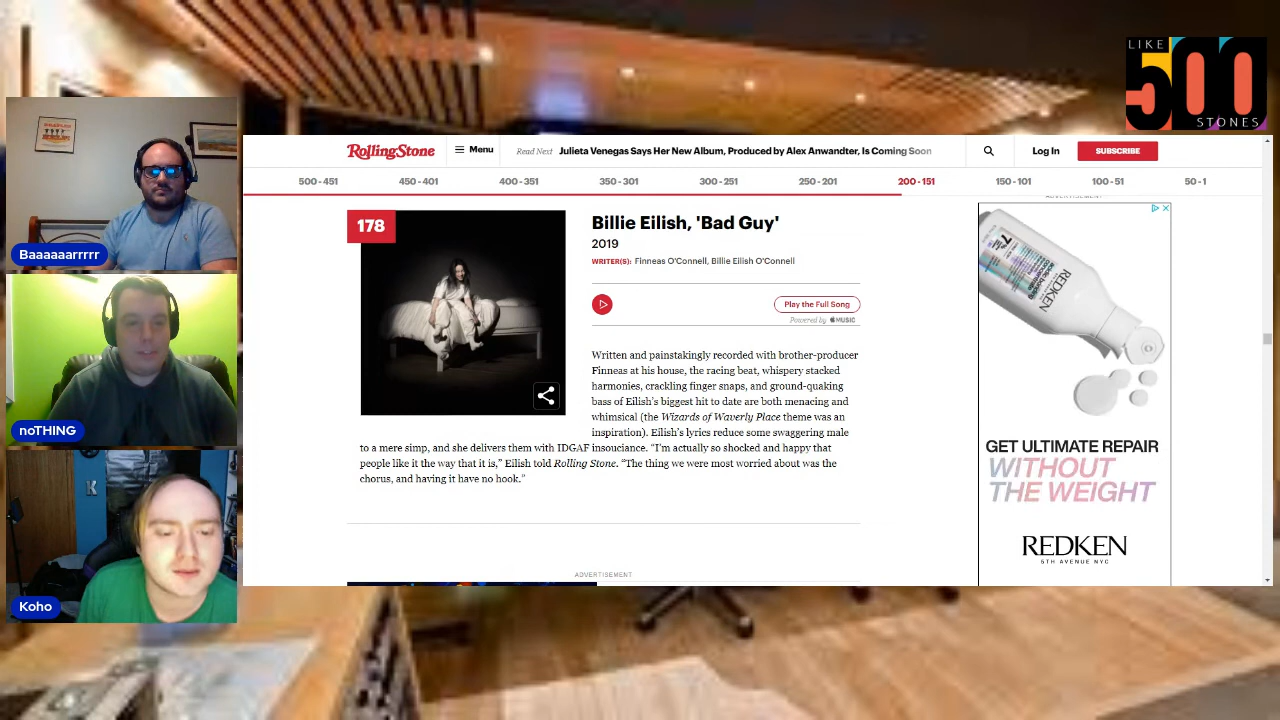 LIKE
500
STONES
Baaaaaarrrrr
noTHING
K
Koho
RollingStone
Menu
Read Next Julieta Venegas Says Her New Album, Produced by Alex Anwandter, Is Coming Soon
Log In
SUBSCRIBE
500 - 451 450 - 401 400 - 351 350 - 301 300 - 251 250 - 201 200 - 151 150 - 101 100 - 51 50 - 1
178
Billie Eilish, 'Bad Guy'
2019
WRITER(S): Finneas O'Connell, Billie Eilish O'Connell
Play the Full Song
Powered by MUSIC
Written and painstakingly recorded with brother-producer
Finneas at his house, the racing beat, whispery stacked
harmonies, crackling finger snaps, and ground-quaking
bass of Eilish's biggest hit to date are both menacing and
whimsical (the Wizards of Waverly Place theme was an
inspiration). Eilish's lyrics reduce some swaggering male
to a mere simp, and she delivers them with IDGAF insouciance. "I'm actually so shocked and happy that
people like it the way that it is," Eilish told Rolling Stone. "The thing we were most worried about was the
chorus, and having it have no hook."
ADVERTISEMENT
ADVERTISEMENT
7%
REDKEN
GET ULTIMATE REPAIR
WITHOUT
THE WEIGHT
REDKEN
5TH AVENUE NYC